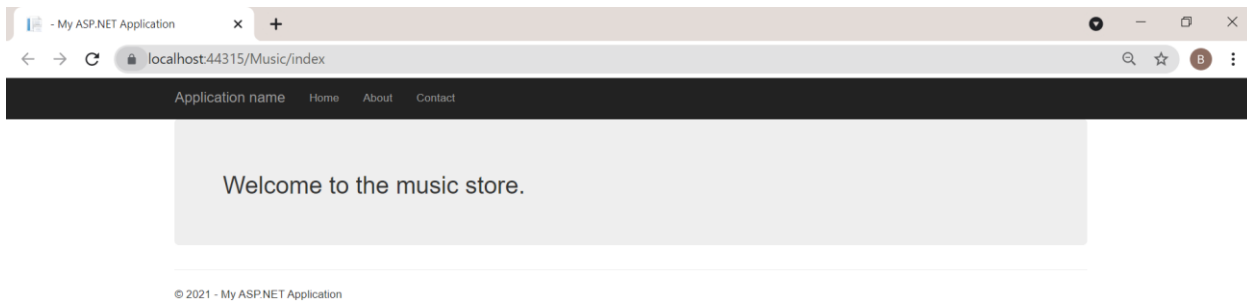 - My ASP.NET Application
localhost:44315/Music/index
B
Application name Home About Contact
Welcome to the music store.
© 2021 - My ASP.NET Application